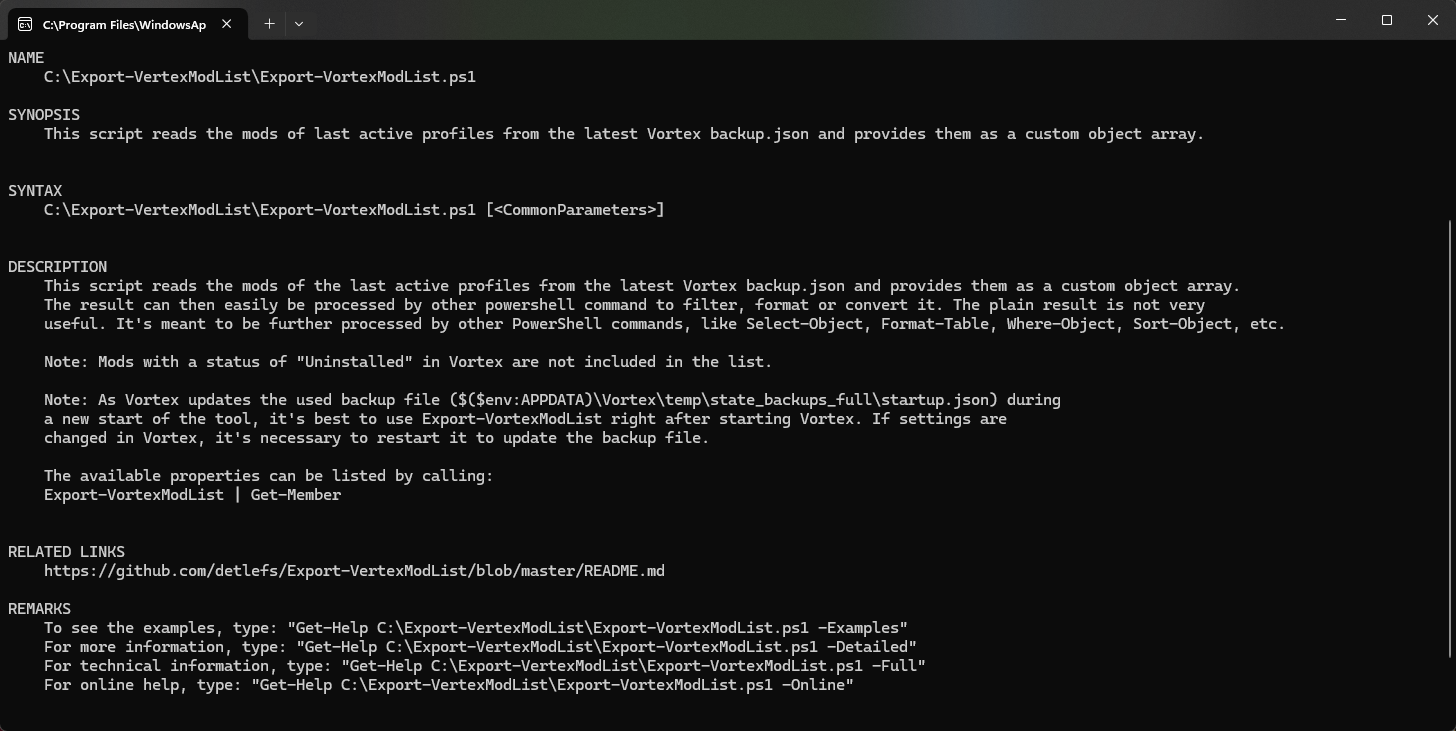 C:\Program Files\WindowsAp
NAME
C:\Export-VertexModList\Export-VortexModList.ps1
SYNOPSIS
This script reads the mods of last active profiles from the latest Vortex backup.json and provides them as a custom object array.
SYNTAX
C:\Export-VertexModList\Export-VortexModList.ps1 [<CommonParameters>]
DESCRIPTION
This script reads the mods of the last active profiles from the latest Vortex backup.json and provides them as a custom object array.
The result can then easily be processed by other powershell command to filter, format or convert it. The plain result is not very
useful. It's meant to be further processed by other PowerShell commands, like Select-Object, Format-Table, Where-Object, Sort-Object, etc.
Note: Mods with a status of "Uninstalled" in Vortex are not included in the list.
Note: As Vortex updates the used backup file ($($env:APPDATA)\Vortex\temp\state_backups_full\startup.json) during
a new start of the tool, it's best to use Export-VortexModList right after starting Vortex. If settings are
changed in Vortex, it's necessary to restart it to update the backup file.
The available properties can be listed by calling:
Export-VortexModList | Get-Member
RELATED LINKS
https://github.com/detlefs/Export-VertexModList/blob/master/README.md
REMARKS
To see the examples, type: "Get-Help C:\Export-VertexModList\Export-VortexModList.ps1 -Examples"
For more information, type: "Get-Help C:\Export-VertexModList\Export-VortexModList.ps1 -Detailed"
For technical information, type: "Get-Help C:\Export-VertexModList\Export-VortexModList.ps1 -Full"
For online help, type: "Get-Help C:\Export-VertexModList\Export-VortexModList.ps1 -Online"